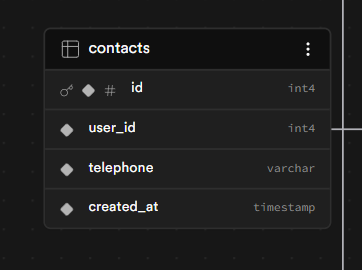 contacts
# id int4
user_id int4
telephone varchar
created_at timestamp